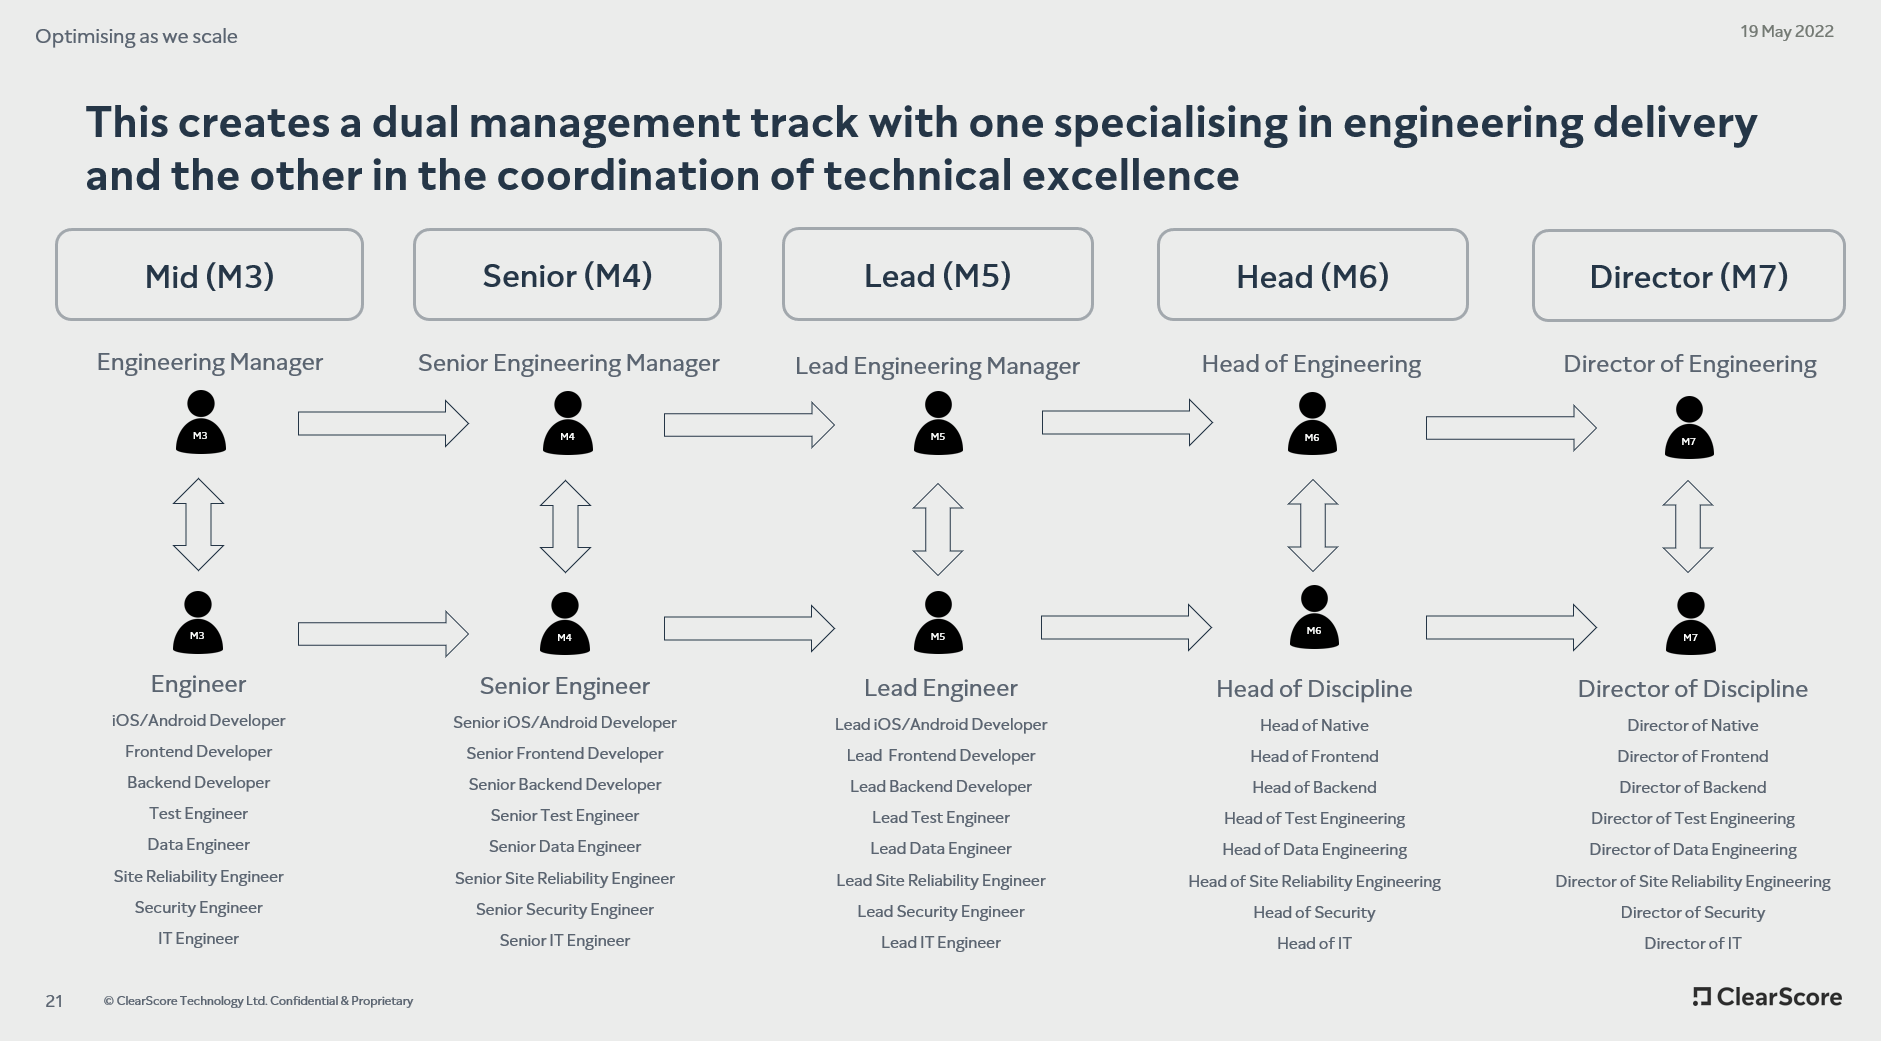 Optimising as we scale
19 May 2022
This creates a dual management track with one specialising in engineering delivery
and the other in the coordination of technical excellence
Mid (M3)
Senior (M4)
Lead (M5)
Head (M6)
Director (M7)
Engineering Manager
Senior Engineering Manager
Lead Engineering Manager
Head of Engineering
Director of Engineering
M3
M4
M5
M6
M7
M3
M4
M5
M6
M7
Engineer
iOS/Android Developer
Frontend Developer
Backend Developer
Test Engineer
Data Engineer
Site Reliability Engineer
Security Engineer
IT Engineer
Senior Engineer
Senior iOS/Android Developer
Senior Frontend Developer
Senior Backend Developer
Senior Test Engineer
Senior Data Engineer
Senior Site Reliability Engineer
Senior Security Engineer
Senior IT Engineer
Lead Engineer
Lead iOS/Android Developer
Lead  Frontend Developer
Lead Backend Developer
Lead Test Engineer
Lead Data Engineer
Lead Site Reliability Engineer
Lead Security Engineer
Lead IT Engineer
Head of Discipline
Head of Native
Head of Frontend
Head of Backend
Head of Test Engineering
Head of Data Engineering
Head of Site Reliability Engineering
Head of Security
Head of IT
Director of Discipline
Director of Native
Director of Frontend
Director of Backend
Director of Test Engineering
Director of Data Engineering
Director of Site Reliability Engineering
Director of Security
Director of IT
21
© ClearScore Technology Ltd. Confidential & Proprietary
ClearScore